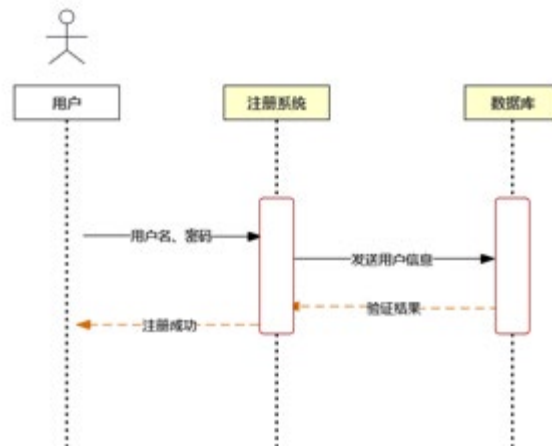 用户
注册系统
数据库
用户名、密码
发送用户信息
验证结果
注册成功